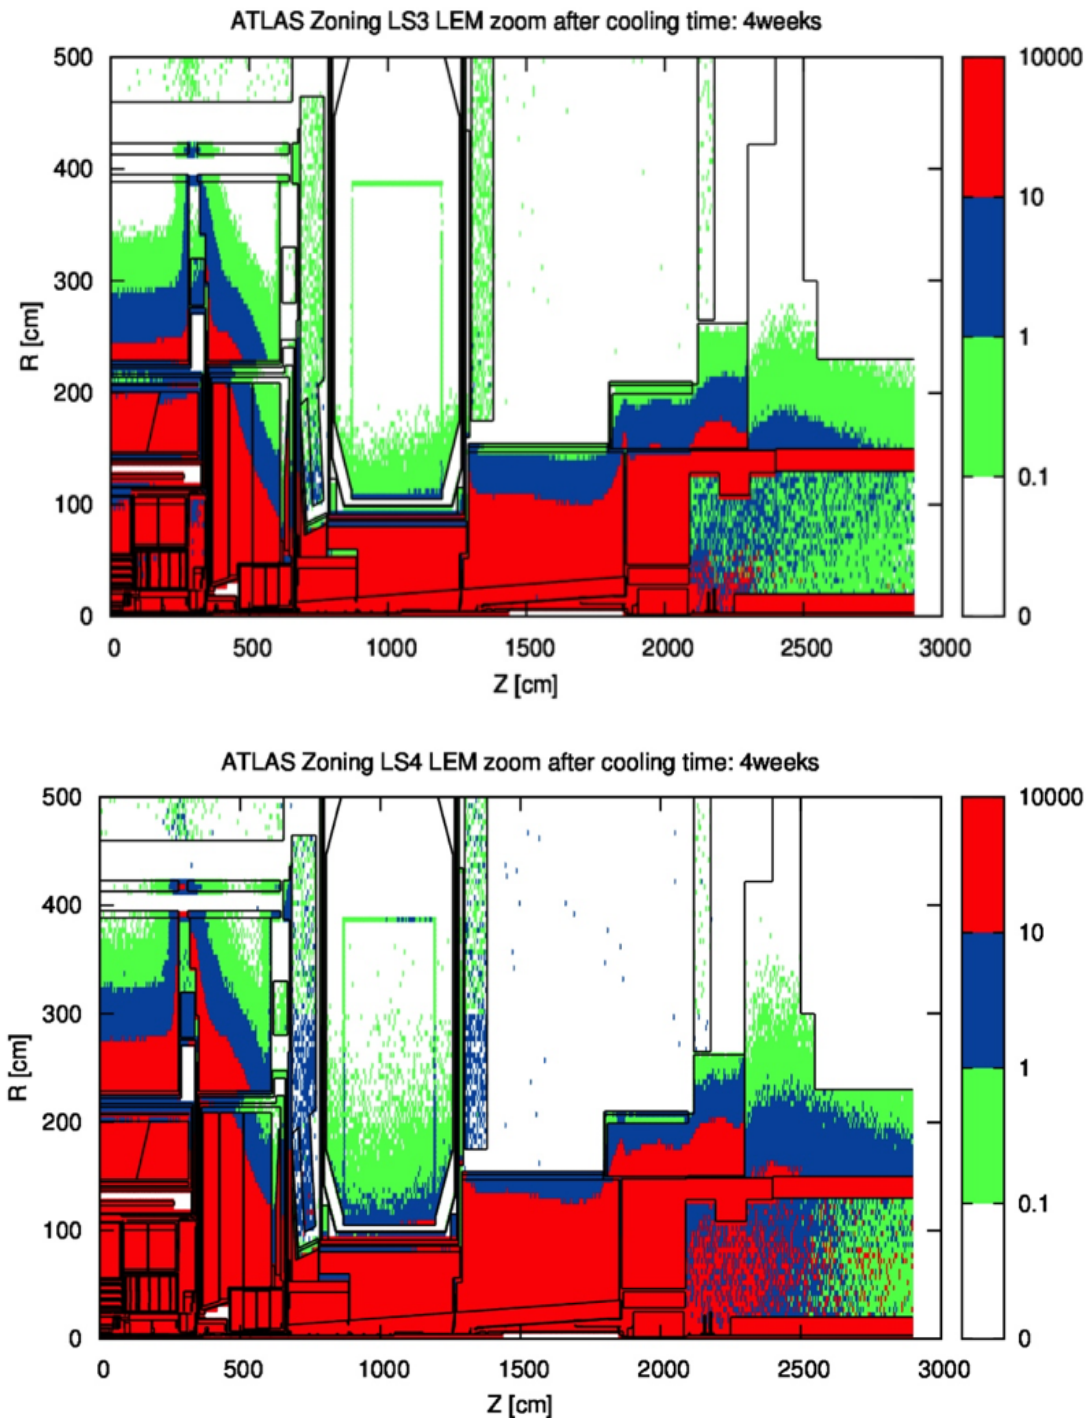 ATLAS Zoning LS3 LEM zoom after cooling time: 4weeks
500
400
300
200
100
0
R [cm]
0 500 1000 1500 2000 2500 3000
Z [cm]
10000
10
1
0.1
0
ATLAS Zoning LS4 LEM zoom after cooling time: 4weeks
500
400
300
200
100
0
R [cm]
0 500 1000 1500 2000 2500 3000
Z [cm]
10000
10
1
0.1
0